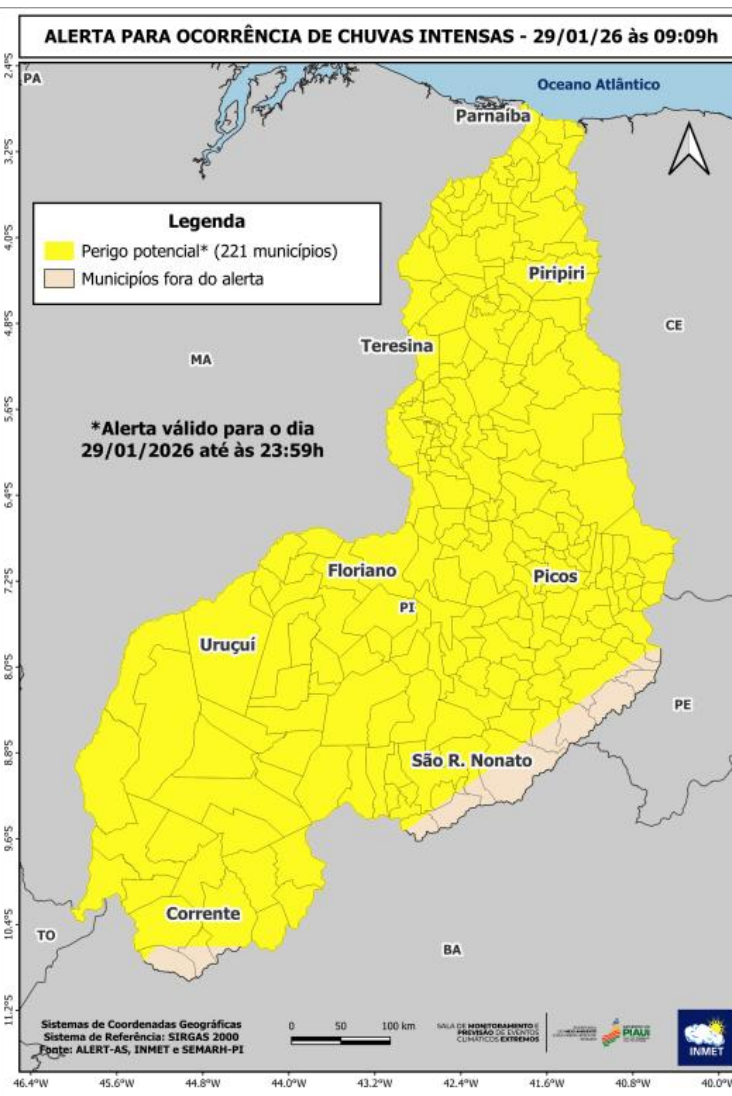 ALERTA PARA OCORRÊNCIA DE CHUVAS INTENSAS - 29/01/26 às 09:09h
2.4°S
PA
Oceano Atlântico
Parnaíba
3.2°S
Legenda
Perigo potencial* (221 municípios)
Municipíos fora do alerta
4.0°S
Piripiri
4.8°S
CE
Teresina
MA
5.6°S
*Alerta válido para o dia
29/01/2026 até às 23:59h
6.4°S
Floriano
Picos
7.2°S
PI
Uruçuí
8.0°S
PE
8.8°S
São R. Nonato
9.6°S
Corrente
10.4°S
TO
BA
11.2°S
Sistemas de Coordenadas Geográficas
Sistema de Referência: SIRGAS 2000
Fonte: ALERT-AS, INMET e SEMARH-PI
0 50 100 km
SALA DE MONITORAMENTO E
PREVISÃO DE EVENTOS
CLIMÁTICOS EXTREMOS
PIAUÍ
INMET
46.4°W 45.6°W 44.8°W 44.0°W 43.2°W 42.4°W 41.6°W 40.8°W 40.0°W